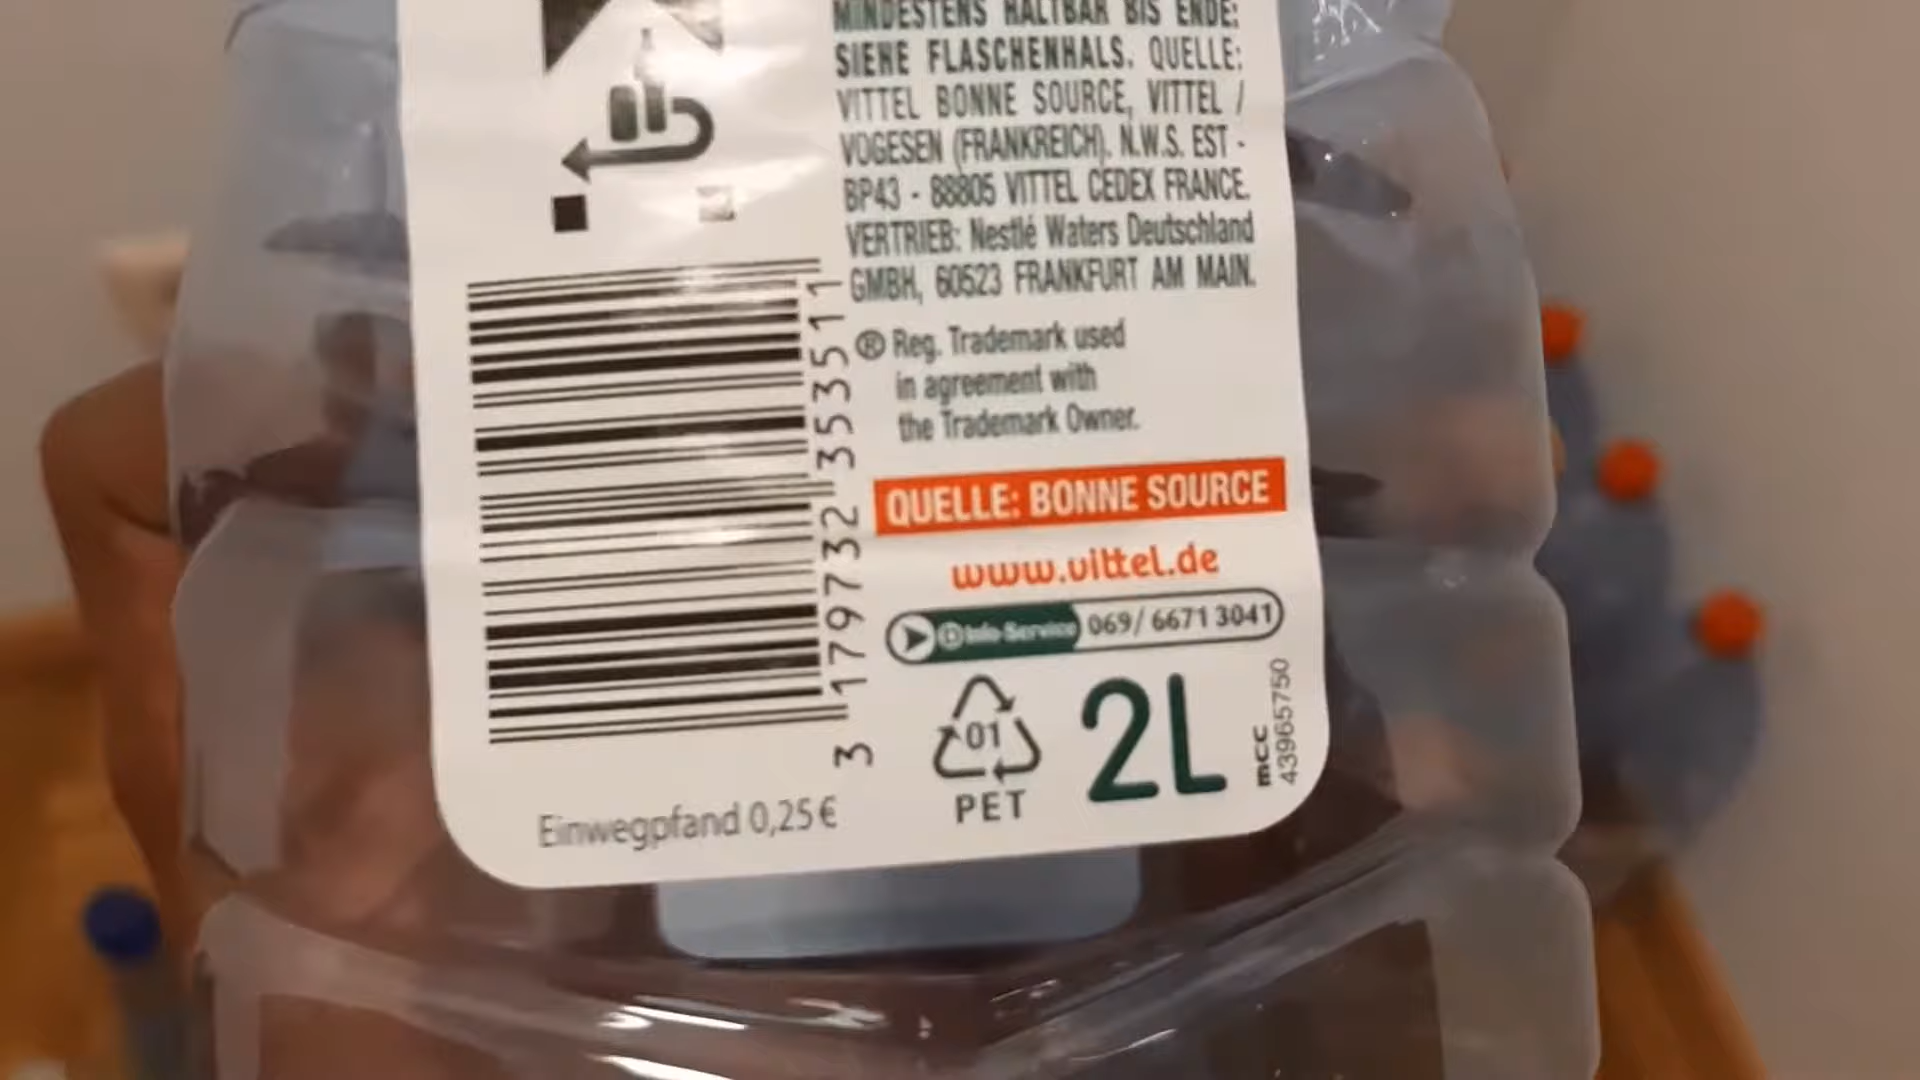 MINDESTENS HALTBAR BIS ENDE:
SIEHE FLASCHENHALS. QUELLE:
VITTEL BONNE SOURCE, VITTEL /
VOGESEN (FRANKREICH). N.W.S. EST -
BP43 - 88805 VITTEL CEDEX FRANCE.
VERTRIEB: Nestlé Waters Deutschland
GMBH, 60523 FRANKFURT AM MAIN.
® Reg. Trademark used
in agreement with
the Trademark Owner.
QUELLE: BONNE SOURCE
www.vittel.de
Info-Service 069/ 6671 3041
01
PET
2L
mcc
43965750
3 179732 353511
Einwegpfand 0,25 €